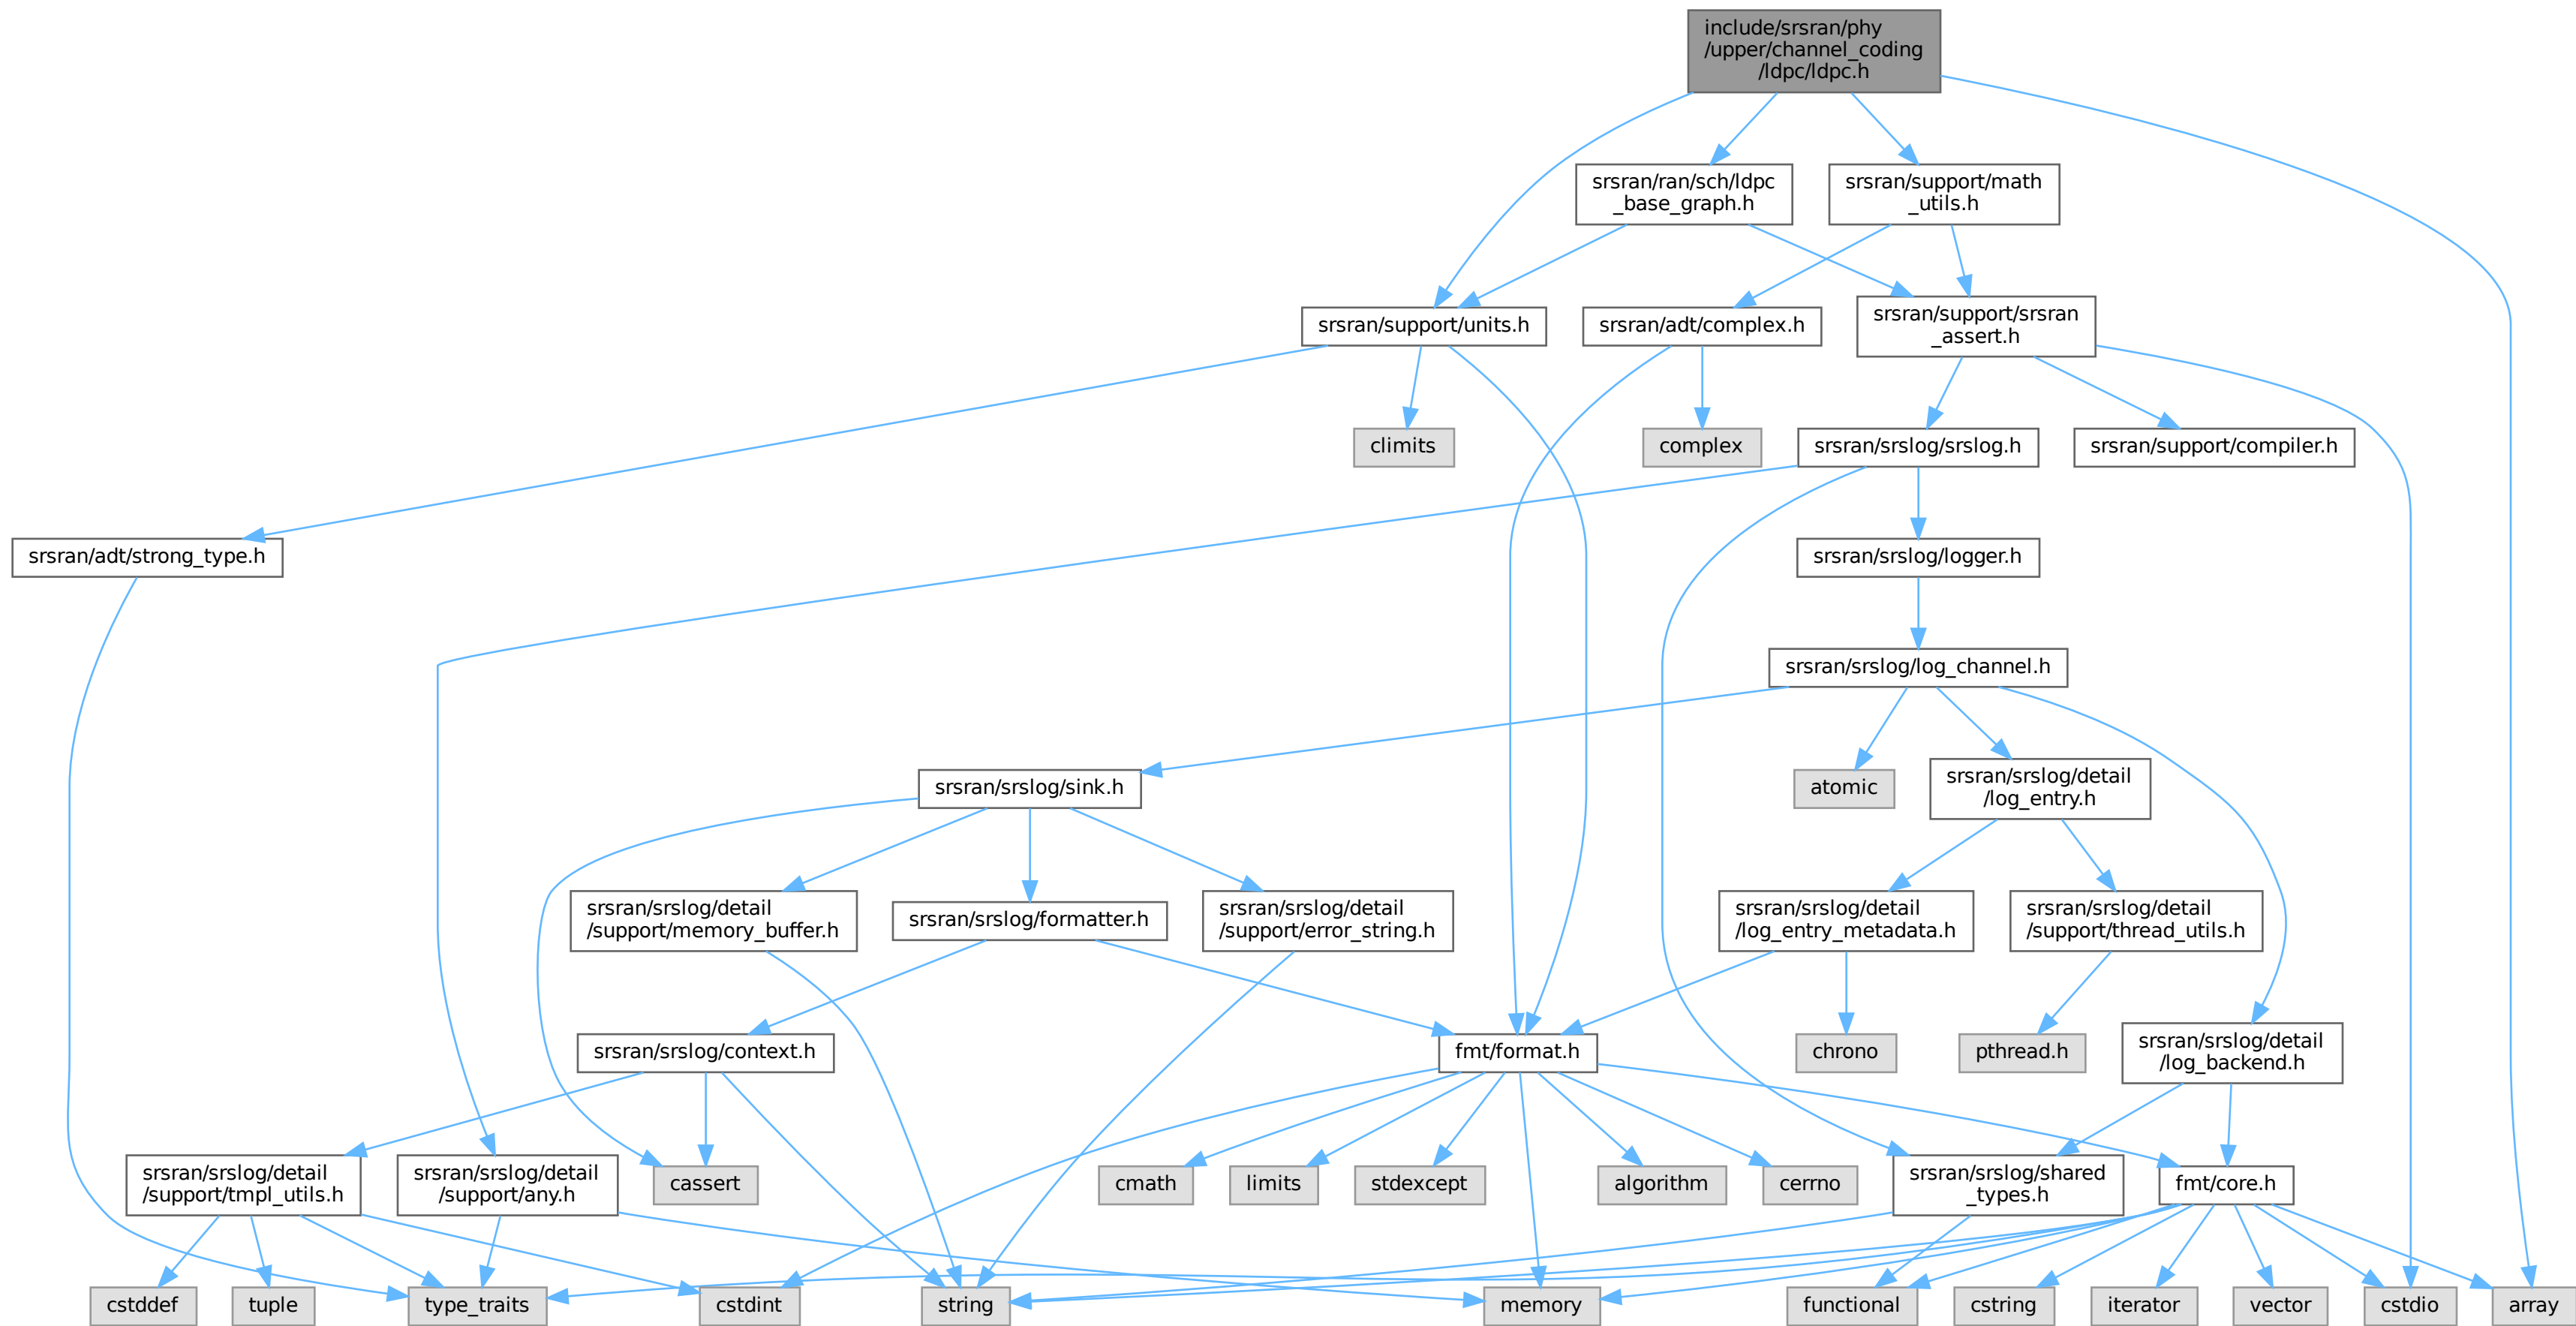 include/srsran/phy
/upper/channel_coding
/ldpc/ldpc.h
srsran/ran/sch/ldpc
_base_graph.h
srsran/support/math
_utils.h
srsran/support/units.h
srsran/adt/complex.h
srsran/support/srsran
_assert.h
climits
complex
srsran/srslog/srslog.h
srsran/support/compiler.h
srsran/adt/strong_type.h
srsran/srslog/logger.h
srsran/srslog/log_channel.h
srsran/srslog/sink.h
atomic
srsran/srslog/detail
/log_entry.h
srsran/srslog/detail
/support/memory_buffer.h
srsran/srslog/formatter.h
srsran/srslog/detail
/support/error_string.h
srsran/srslog/detail
/log_entry_metadata.h
srsran/srslog/detail
/support/thread_utils.h
srsran/srslog/context.h
fmt/format.h
chrono
pthread.h
srsran/srslog/detail
/log_backend.h
srsran/srslog/detail
/support/tmpl_utils.h
srsran/srslog/detail
/support/any.h
cassert
cmath
limits
stdexcept
algorithm
cerrno
srsran/srslog/shared
_types.h
fmt/core.h
cstddef
tuple
type_traits
cstdint
string
memory
functional
cstring
iterator
vector
cstdio
array